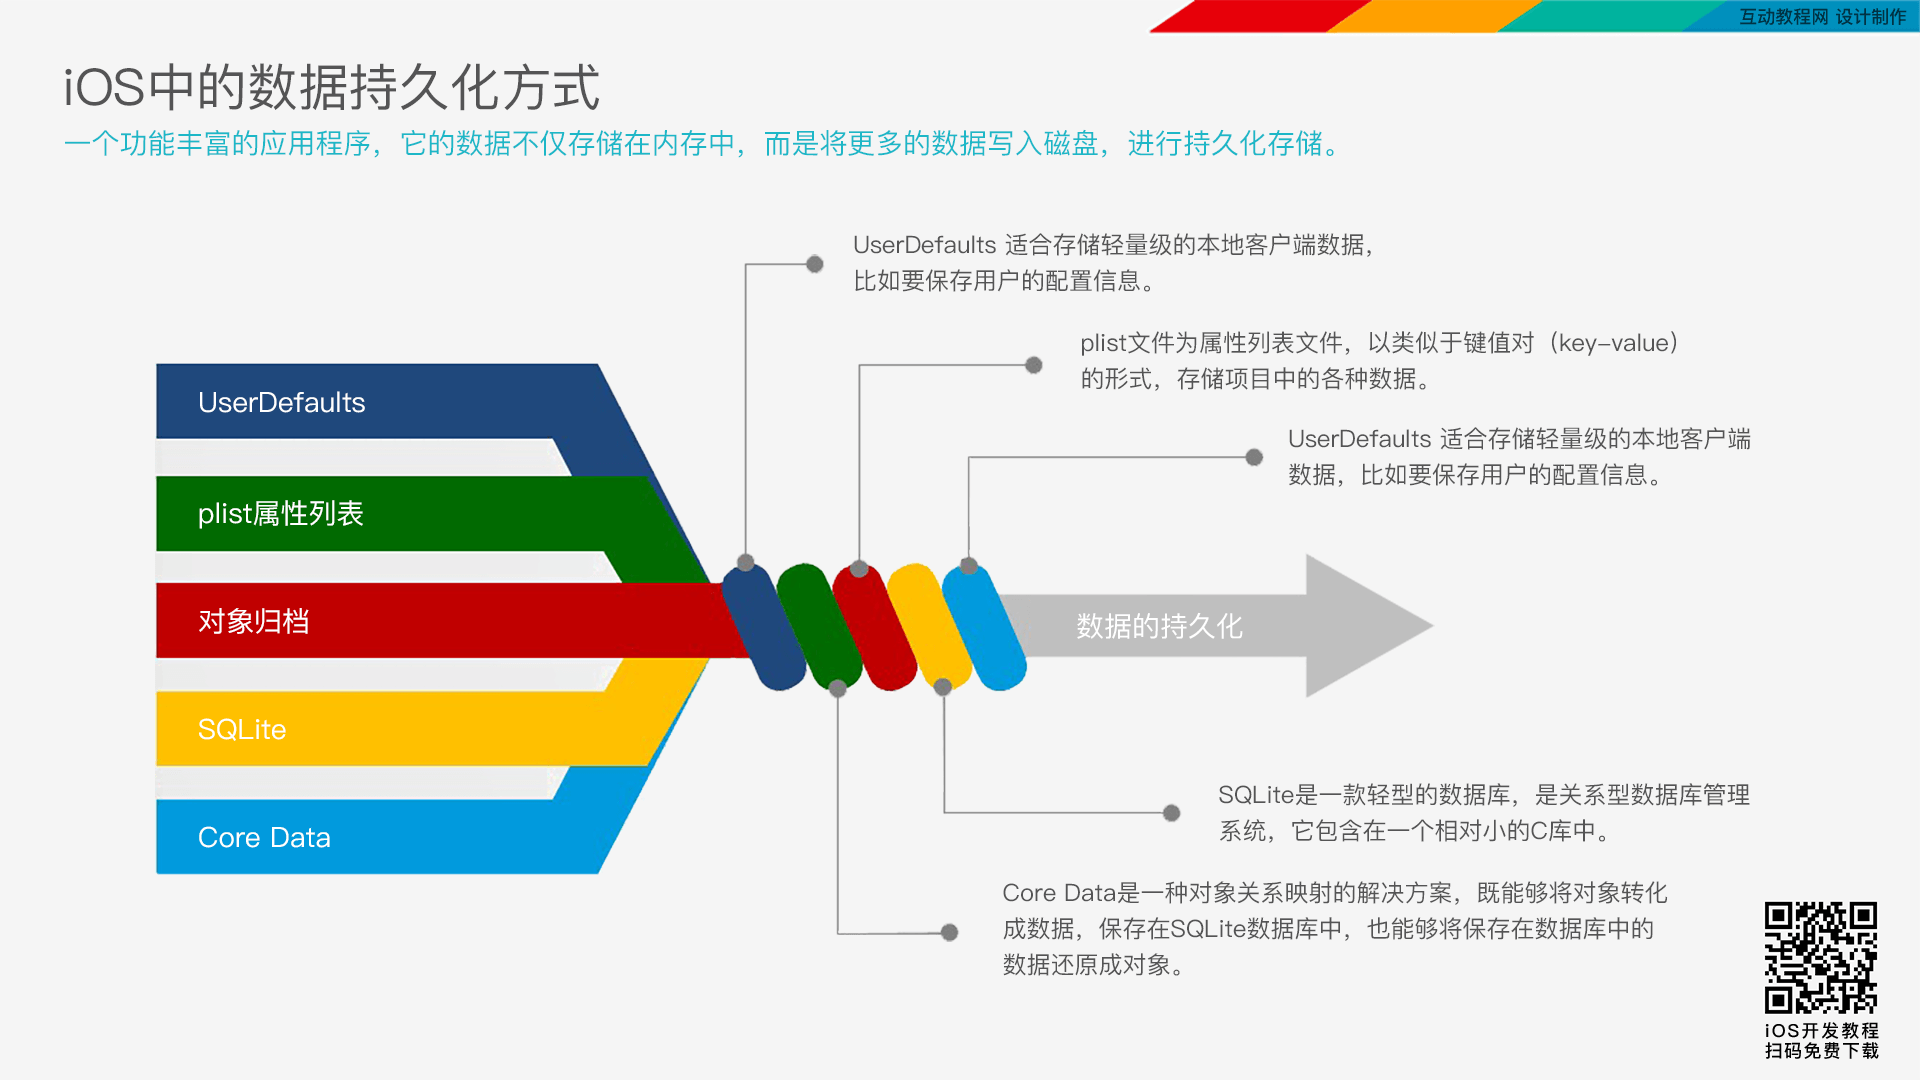 互动教程网 设计制作
iOS中的数据持久化方式
一个功能丰富的应用程序，它的数据不仅存储在内存中，而是将更多的数据写入磁盘，进行持久化存储。
UserDefaults 适合存储轻量级的本地客户端数据，
比如要保存用户的配置信息。
plist文件为属性列表文件，以类似于键值对（key-value）
的形式，存储项目中的各种数据。
UserDefaults 适合存储轻量级的本地客户端
数据，比如要保存用户的配置信息。
UserDefaults
plist属性列表
对象归档
SQLite
Core Data
数据的持久化
SQLite是一款轻型的数据库，是关系型数据库管理
系统，它包含在一个相对小的C库中。
Core Data是一种对象关系映射的解决方案，既能够将对象转化
成数据，保存在SQLite数据库中，也能够将保存在数据库中的
数据还原成对象。
iOS开发教程
扫码免费下载